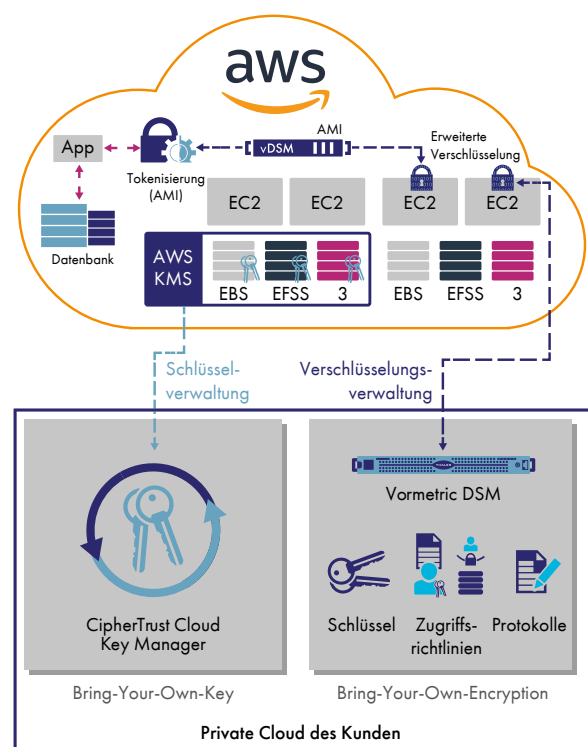 aws
AMI
vDSM
App
Erweiterte
Verschlüsselung
Tokenisierung
(AMI)
EC2
EC2
EC2
EC2
Datenbank
AWS
KMS
EBS
EFSS
3
EBS
EFSS
3
Schlüssel-
verwaltung
Verschlüsselungs-
verwaltung
Vormetric DSM
CipherTrust Cloud
Key Manager
Schlüssel
Zugriffs-
richtlinien
Protokolle
Bring-Your-Own-Key
Bring-Your-Own-Encryption
Private Cloud des Kunden